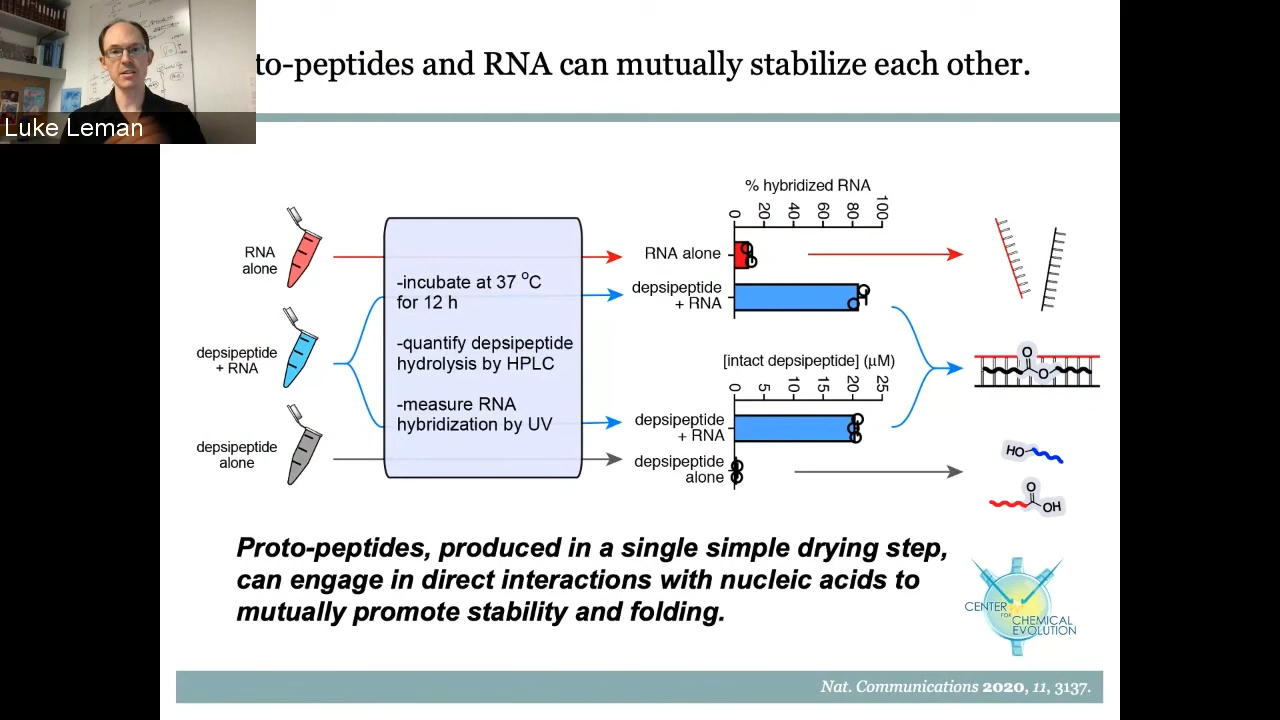 to-peptides and RNA can mutually stabilize each other.
Luke Leman
RNA
alone
depsipeptide
+ RNA
depsipeptide
alone
-incubate at 37 °C
for 12 h
-quantify depsipeptide
hydrolysis by HPLC
-measure RNA
hybridization by UV
% hybridized RNA
0 20 40 60 80 100
RNA alone
depsipeptide
+ RNA
[intact depsipeptide] (μM)
0 5 10 15 20 25
depsipeptide
+ RNA
depsipeptide
alone
O
O
HO
O
OH
Proto-peptides, produced in a single simple drying step,
can engage in direct interactions with nucleic acids to
mutually promote stability and folding.
CENTER
FOR
CHEMICAL
EVOLUTION
Nat. Communications 2020, 11, 3137.